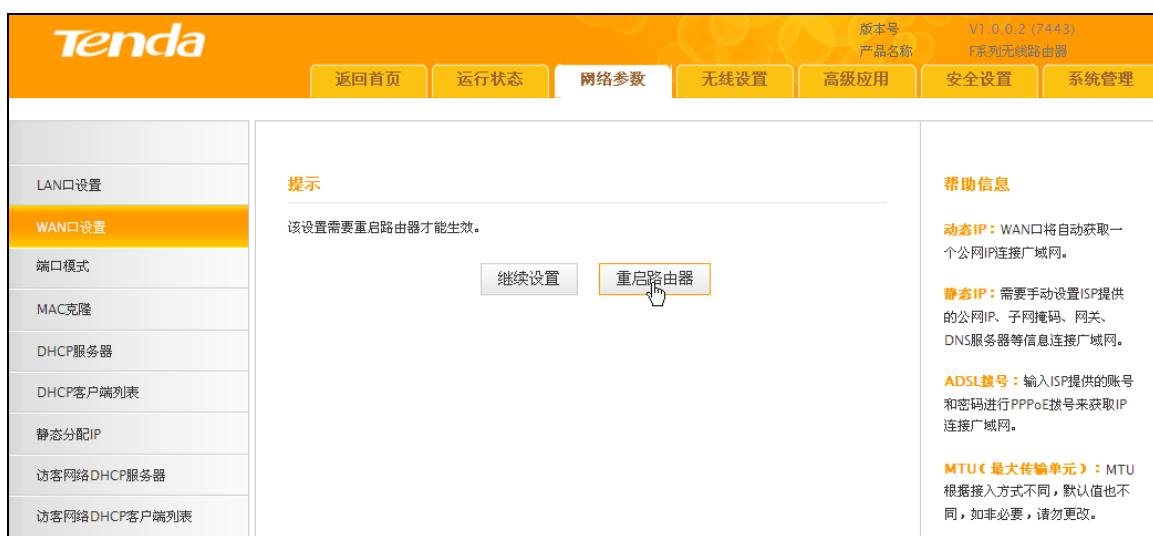 Tenda
版本号 V1.0.0.2 (7443)
产品名称 F系列无线路由器
返回首页 运行状态 网络参数 无线设置 高级应用 安全设置 系统管理
LAN口设置
WAN口设置
端口模式
MAC克隆
DHCP服务器
DHCP客户端列表
静态分配IP
访客网络DHCP服务器
访客网络DHCP客户端列表
提示
该设置需要重启路由器才能生效。
继续设置 重启路由器
帮助信息
动态IP：WAN口将自动获取一
个公网IP连接广域网。
静态IP：需要手动设置ISP提供
的公网IP、子网掩码、网关、
DNS服务器等信息连接广域网。
ADSL拨号：输入ISP提供的账号
和密码进行PPPoE拨号来获取IP
连接广域网。
MTU（最大传输单元）：MTU
根据接入方式不同，默认值也不
同，如非必要，请勿更改。